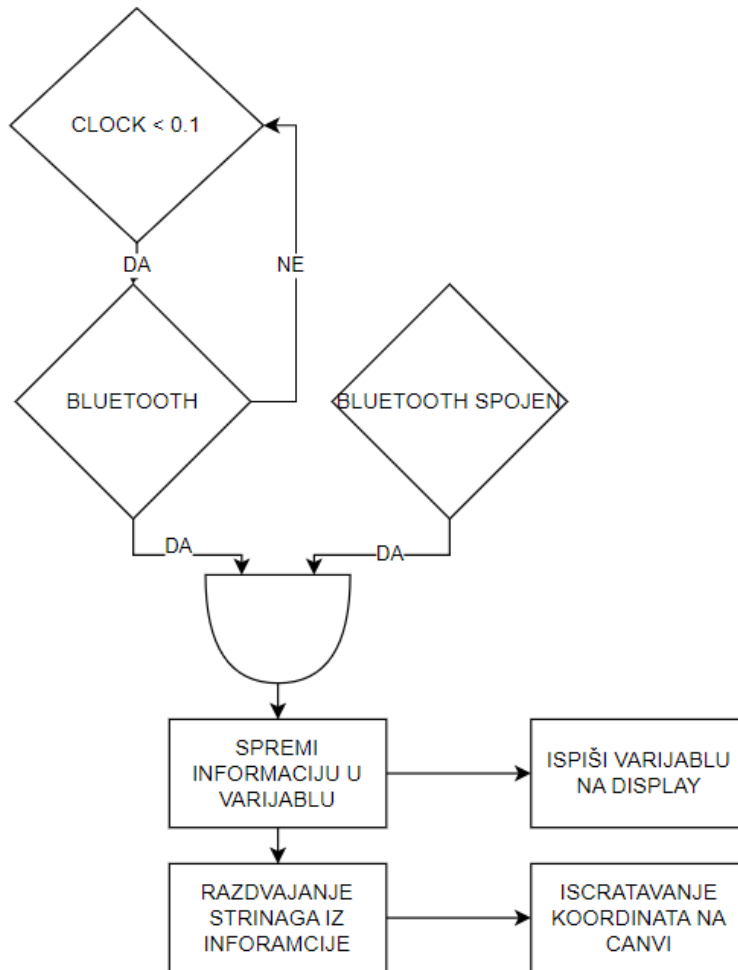 CLOCK < 0.1
DA
NE
BLUETOOTH
BLUETOOTH SPOJEN
DA
DA
SPREMI
INFORMACIJU U
VARIJABLU
ISPIŠI VARIJABLU
NA DISPLAY
RAZDVAJANJE
STRINAGA IZ
INFORAMCIJE
ISCRATAVANJE
KOORDINATA NA
CANVI